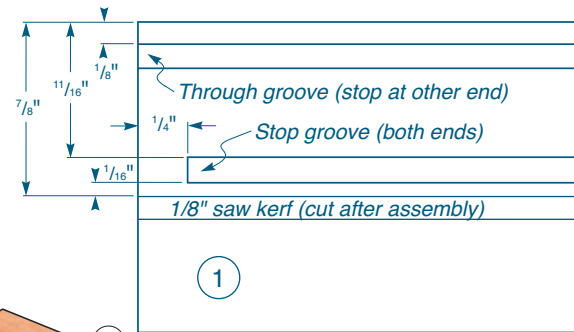 1/8"
11/16"
7/8"
Through groove (stop at other end)
1/4"
Stop groove (both ends)
1/16"
1/8" saw kerf (cut after assembly)
1